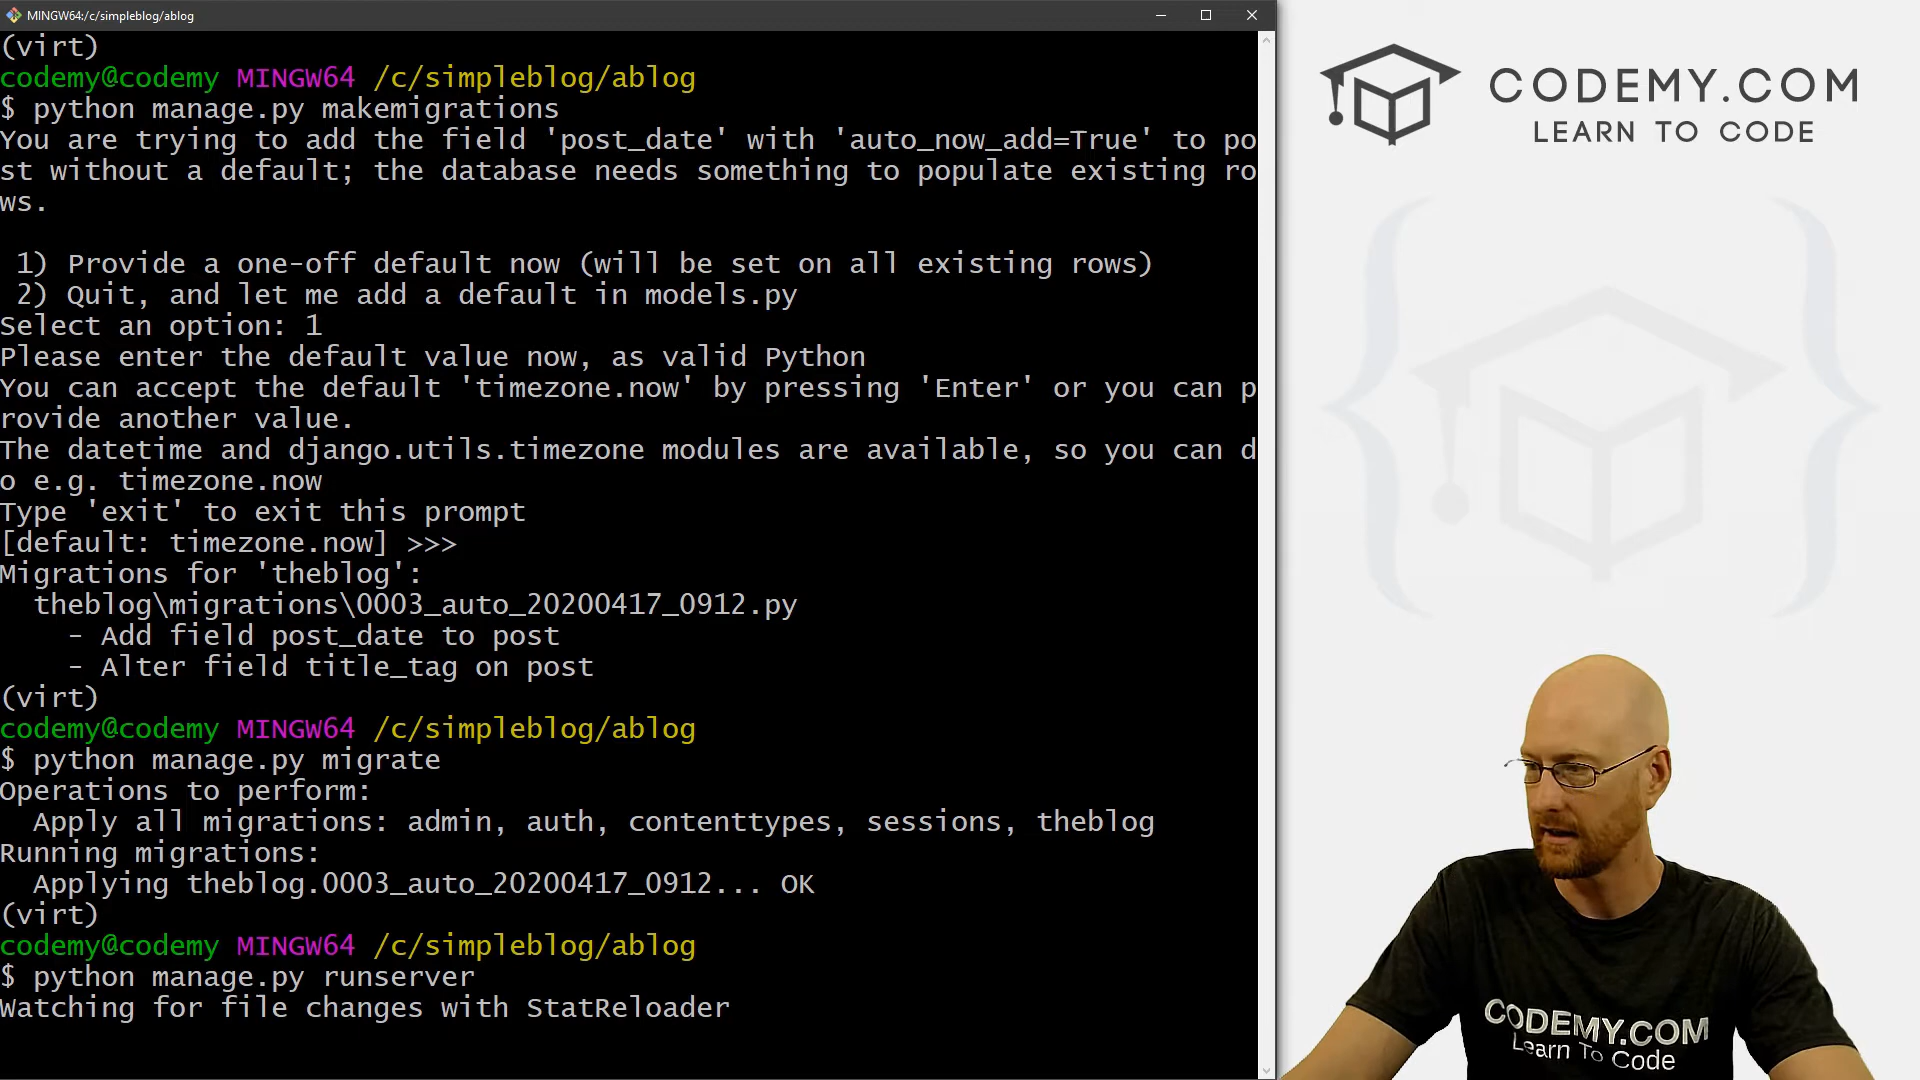 MINGW64:/c/simpleblog/ablog
(virt)
codemy@codemy MINGW64 /c/simpleblog/ablog
$ python manage.py makemigrations
You are trying to add the field 'post_date' with 'auto_now_add=True' to po
st without a default; the database needs something to populate existing ro
ws.
1) Provide a one-off default now (will be set on all existing rows)
2) Quit, and let me add a default in models.py
Select an option: 1
Please enter the default value now, as valid Python
You can accept the default 'timezone.now' by pressing 'Enter' or you can p
rovide another value.
The datetime and django.utils.timezone modules are available, so you can d
o e.g. timezone.now
Type 'exit' to exit this prompt
[default: timezone.now] >>>
Migrations for 'theblog':
theblog\migrations\0003_auto_20200417_0912.py
- Add field post_date to post
- Alter field title_tag on post
(virt)
codemy@codemy MINGW64 /c/simpleblog/ablog
$ python manage.py migrate
Operations to perform:
Apply all migrations: admin, auth, contenttypes, sessions, theblog
Running migrations:
Applying theblog.0003_auto_20200417_0912... OK
(virt)
codemy@codemy MINGW64 /c/simpleblog/ablog
$ python manage.py runserver
Watching for file changes with StatReloader
CODEMY.COM
LEARN TO CODE
CODEMY.COM
Learn To Code